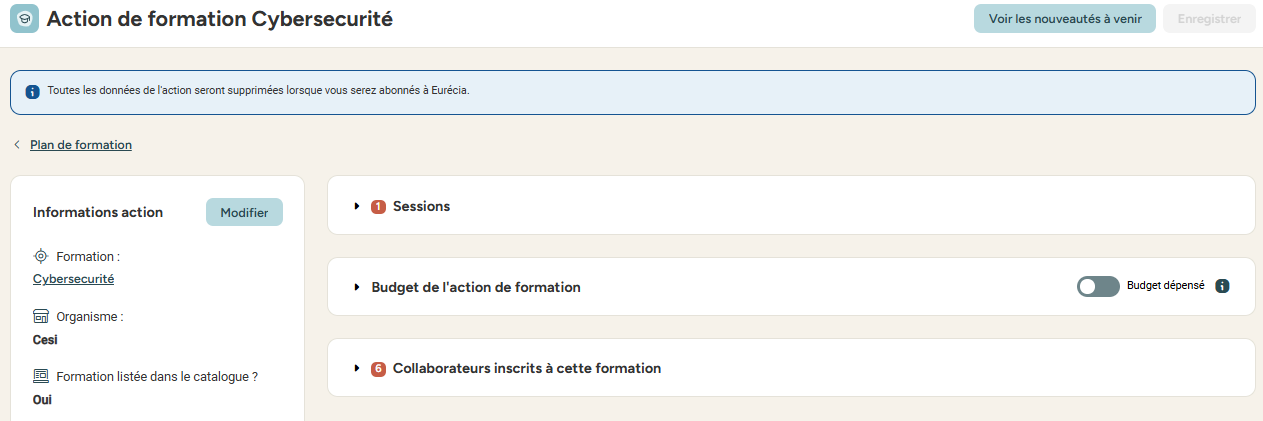 Action de formation Cybersecurité
Voir les nouveautés à venir
Enregistrer
Toutes les données de l'action seront supprimées lorsque vous serez abonnés à Eurécia.
Plan de formation
Informations action
Modifier
Formation :
Cybersecurité
Organisme :
Cesi
Formation listée dans le catalogue ?
Oui
1 Sessions
Budget de l'action de formation
Budget dépensé
6 Collaborateurs inscrits à cette formation